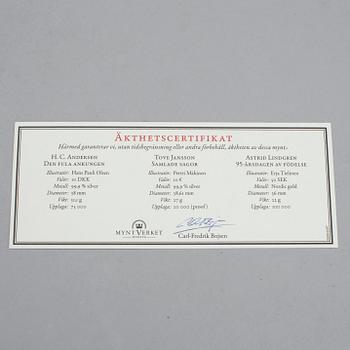 ÄKTHETSCERTIFIKAT
Härmed garanterar vi, utan tidsbegränsning eller andra förbehåll, äktheten av dessa mynt.
H. C. ANDERSEN
DEN FULA ANKUNGEN
Illustratör: Hans Pauli Olsen
Valör: 10 DKK
Metall: 99,9 % silver
Diameter: 38 mm
Vikt: 31,1 g
Upplaga: 75 000
TOVE JANSSON
SAMLADE SAGOR
Illustratör: Pertti Mäkinen
Valör: 10 €
Metall: 92,5 % silver
Diameter: 38,61 mm
Vikt: 27 g
Upplaga: 20 000 (proof)
ASTRID LINDGREN
95-ÅRSDAGEN AV FÖDELSE
Illustratör: Ernst Nordin
Valör: 50 SEK
Metall: Nordic gold
Diameter: 36 mm
Vikt: 22 g
Upplaga: 100 000
MYNTVERKET
Carl-Fredrik Bojsen